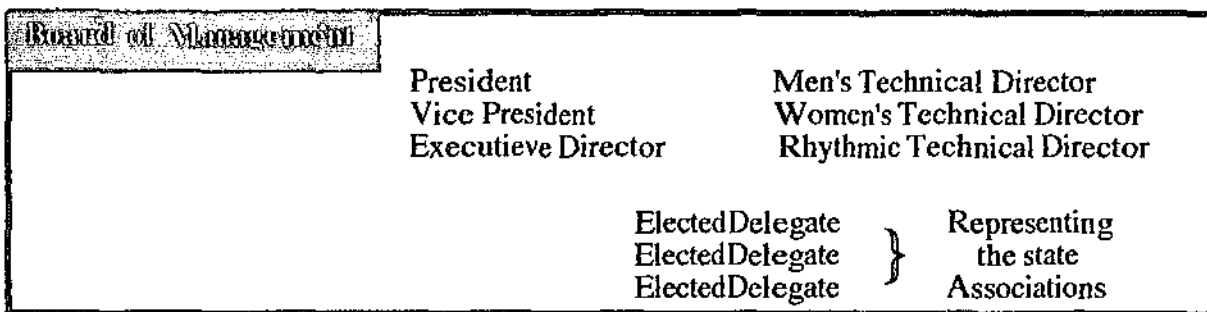 Board of Management
President Men's Technical Director
Vice President Women's Technical Director
Executieve Director Rhythmic Technical Director
ElectedDelegate } Representing
ElectedDelegate the state
ElectedDelegate Associations